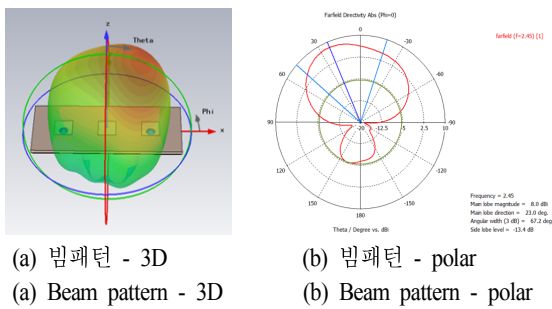 z
Theta
Phi
x
Farfield Directivity Abs (Phi=0)
farfield (f=2.45) [1]
0
30
30
60
60
-90
90
-20
-12.5
-5
2.5
10
-120
120
150
-150
180
Theta / Degree vs. dBi
Frequency = 2.45
Main lobe magnitude = 8.0 dBi
Main lobe direction = 23.0 deg.
Angular width (3 dB) = 67.2 deg.
Side lobe level = -13.4 dB
(a) 빔패턴 - 3D
(b) 빔패턴 - polar
(a) Beam pattern - 3D
(b) Beam pattern - polar